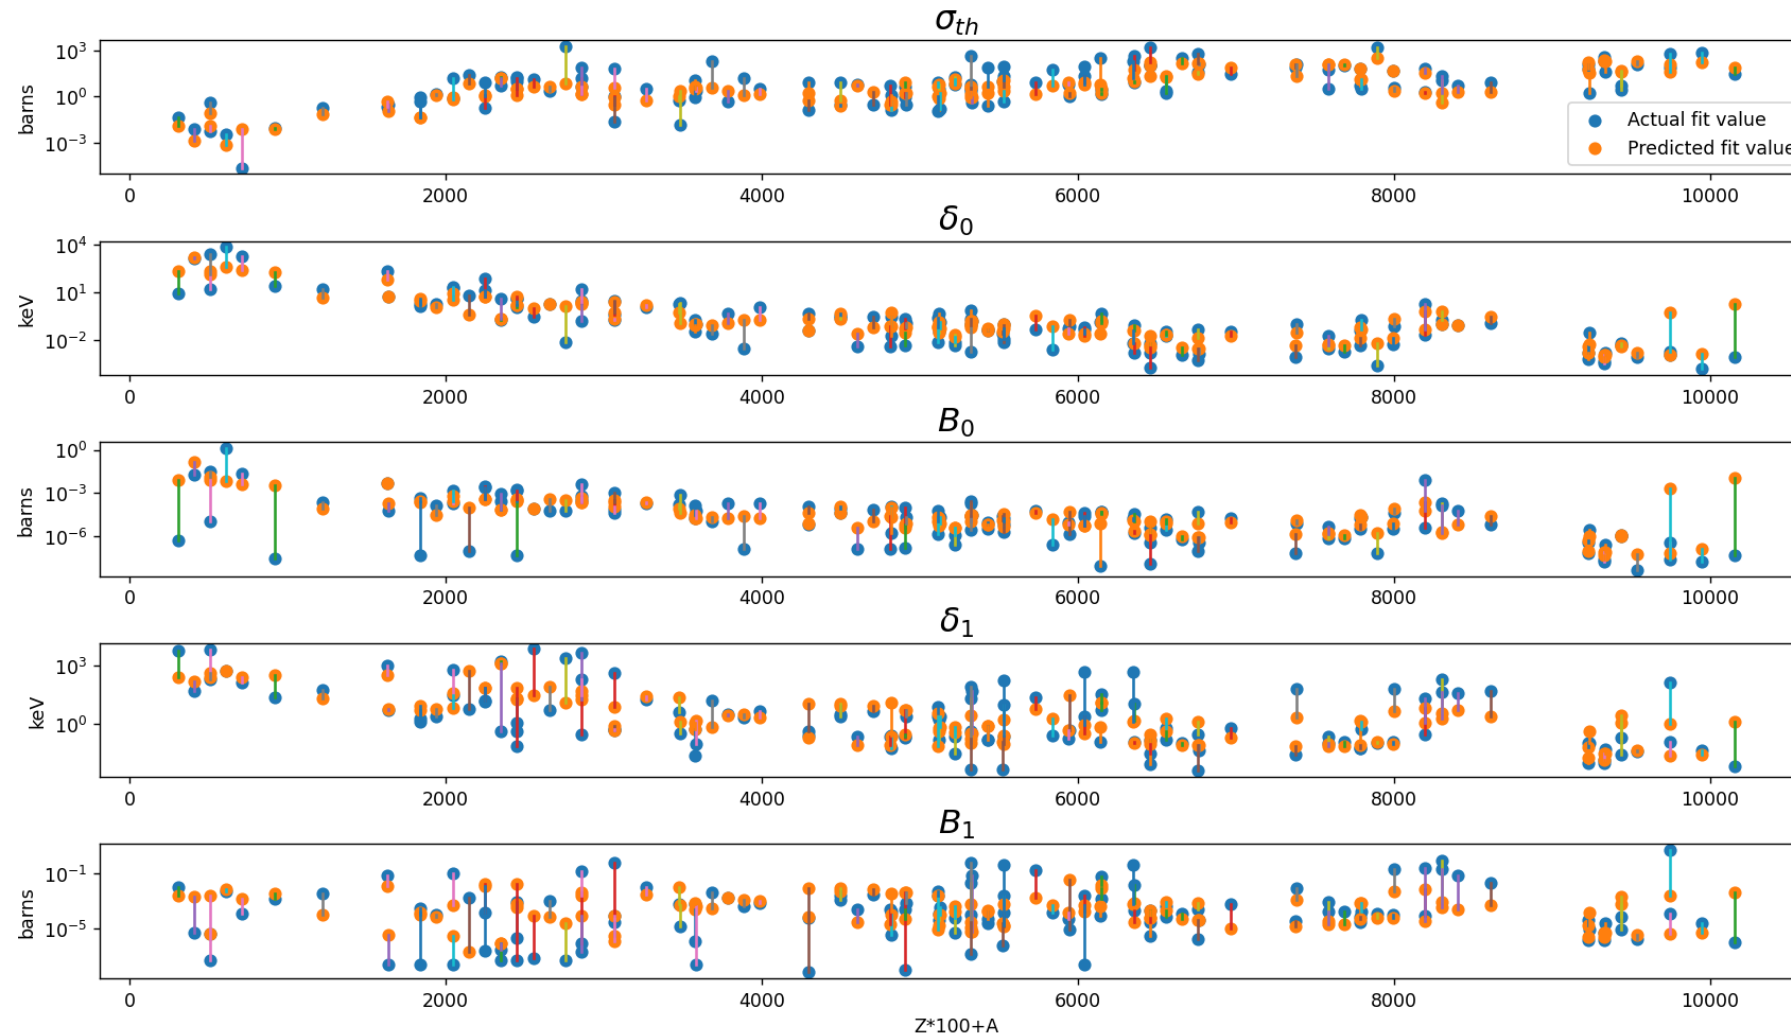 σ_th
10³
10⁰
10⁻³
barns
Actual fit value
Predicted fit value
0 2000 4000 6000 8000 10000
δ₀
10⁴
10¹
10⁻²
keV
0 2000 4000 6000 8000 10000
B₀
10⁰
10⁻³
10⁻⁶
barns
0 2000 4000 6000 8000 10000
δ₁
10³
10⁰
keV
0 2000 4000 6000 8000 10000
B₁
10⁻¹
10⁻⁵
barns
0 2000 4000 6000 8000 10000
Z*100+A